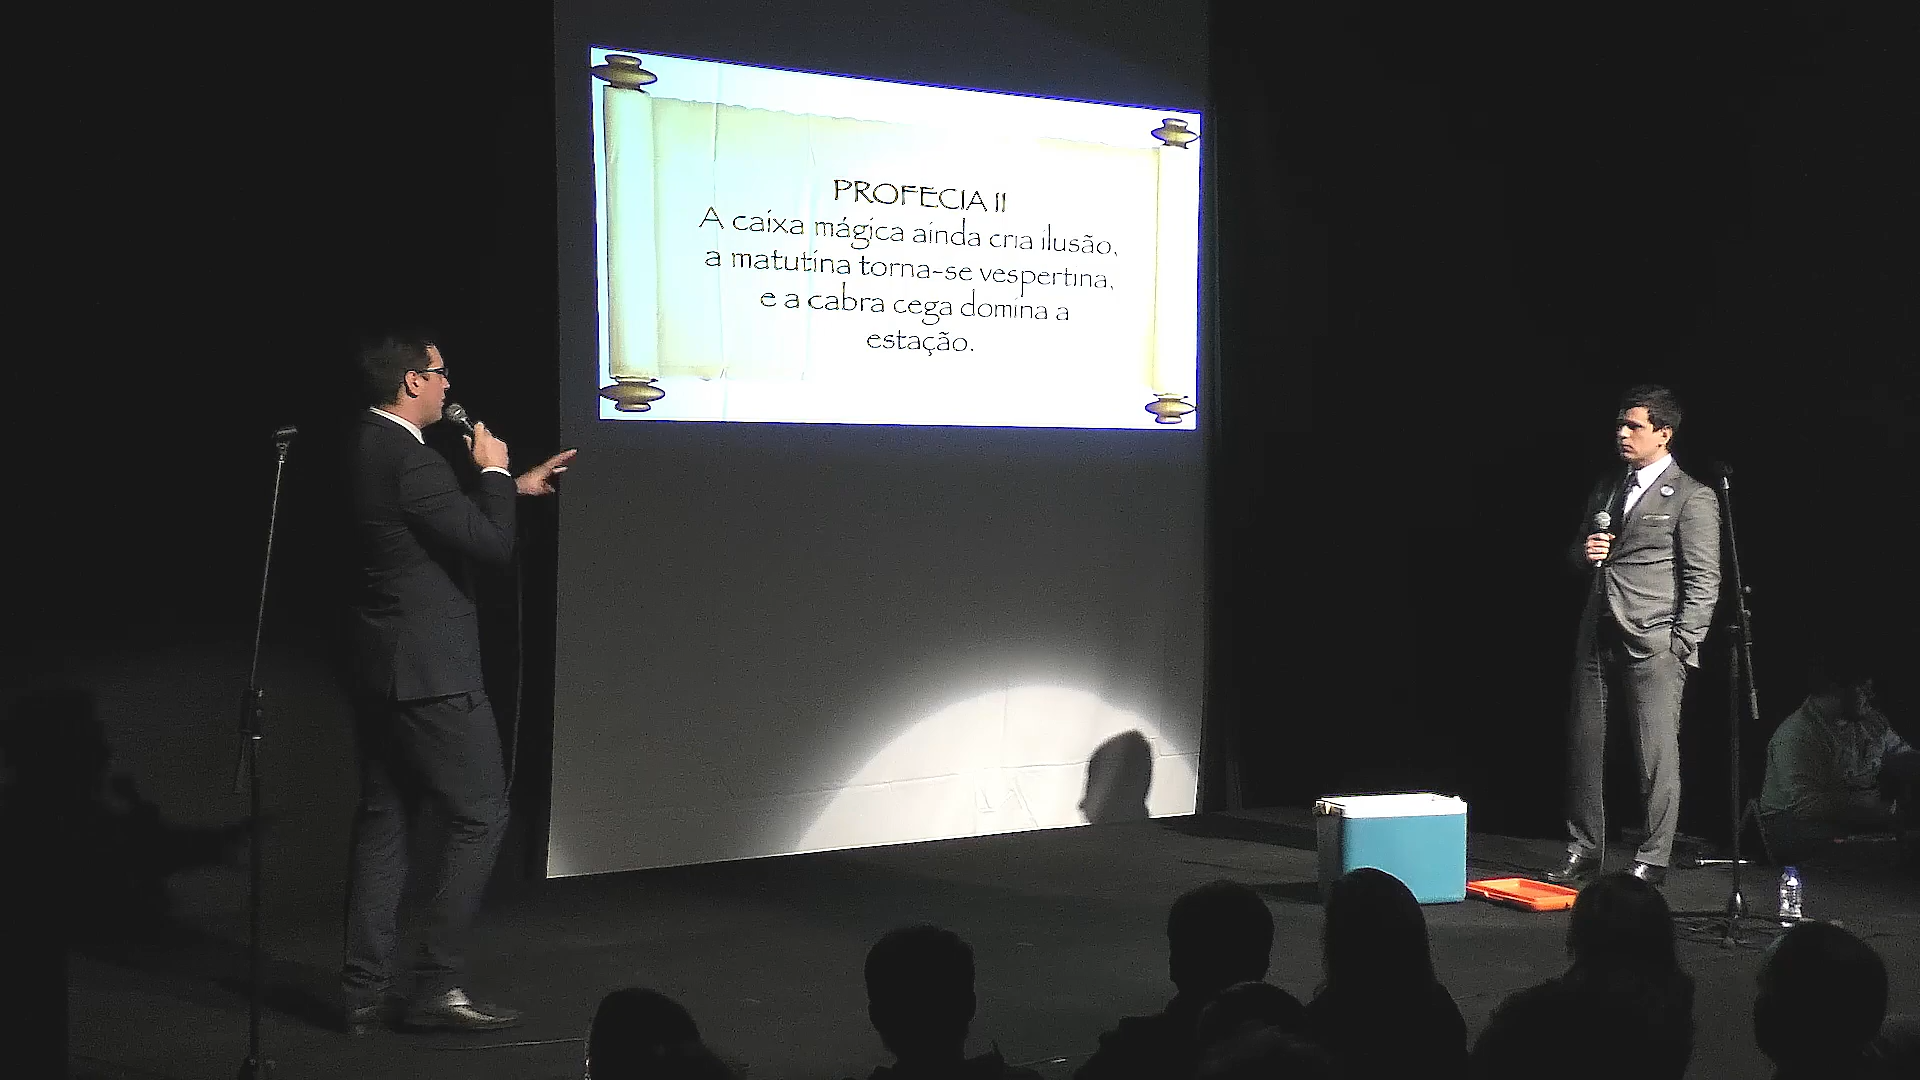 PROFECIA II
A caixa mágica ainda cria ilusão,
a matutina torna-se vespertina,
e a cabra cega domina a
estação.